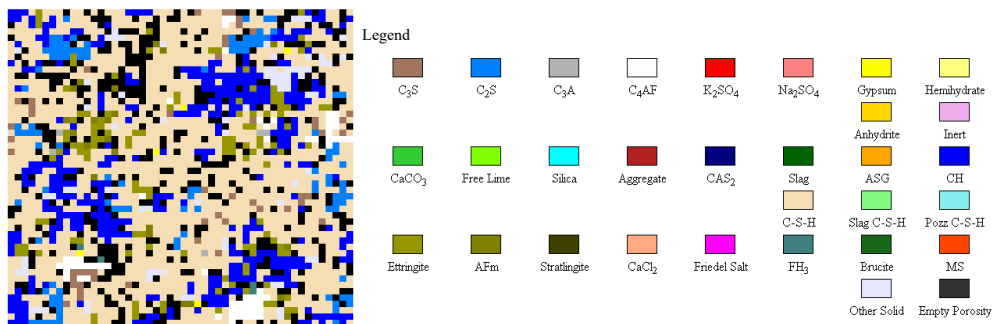 Legend
C₃S C₂S C₃A C₄AF K₂SO₄ Na₂SO₄ Gypsum Hemihydrate
Anhydrite Inert
CaCO₃ Free Lime Silica Aggregate CAS₂ Slag ASG CH
C-S-H Slag C-S-H Pozz C-S-H
Ettringite AFm Stratlingite CaCl₂ Friedel Salt FH₃ Brucite MS
Other Solid Empty Porosity